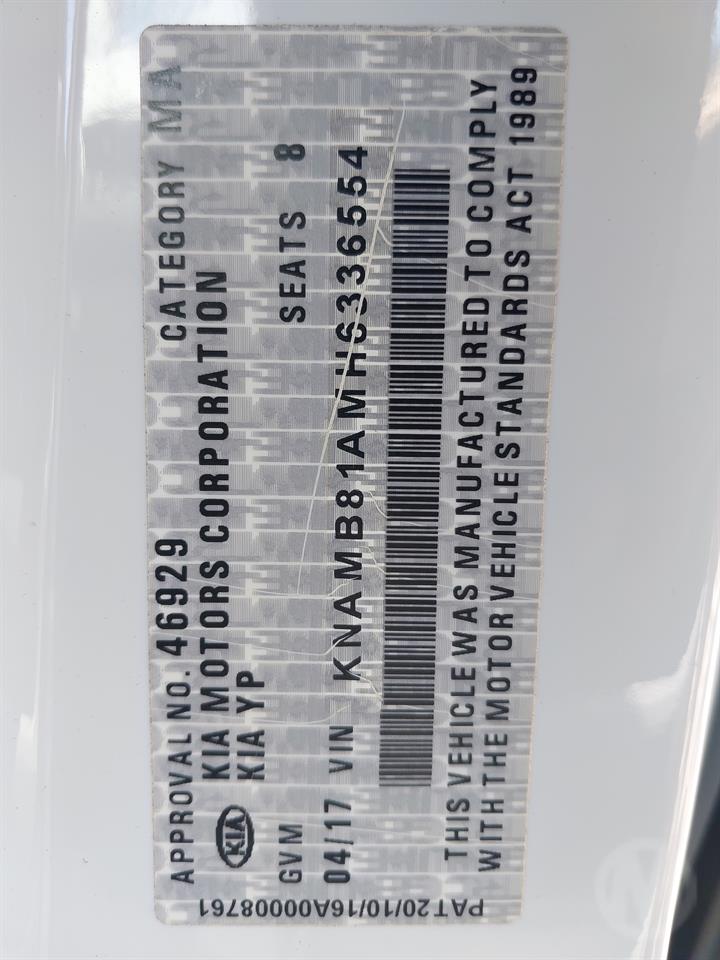 APPROVAL NO. 46929 CATEGORY MA
KIA MOTORS CORPORATION
KIA KIA YP
GVM SEATS 8
04/17 VIN KNAMB81AMH6336554
THIS VEHICLE WAS MANUFACTURED TO COMPLY
WITH THE MOTOR VEHICLE STANDARDS ACT 1989
PAT20/10/16A00008761
M